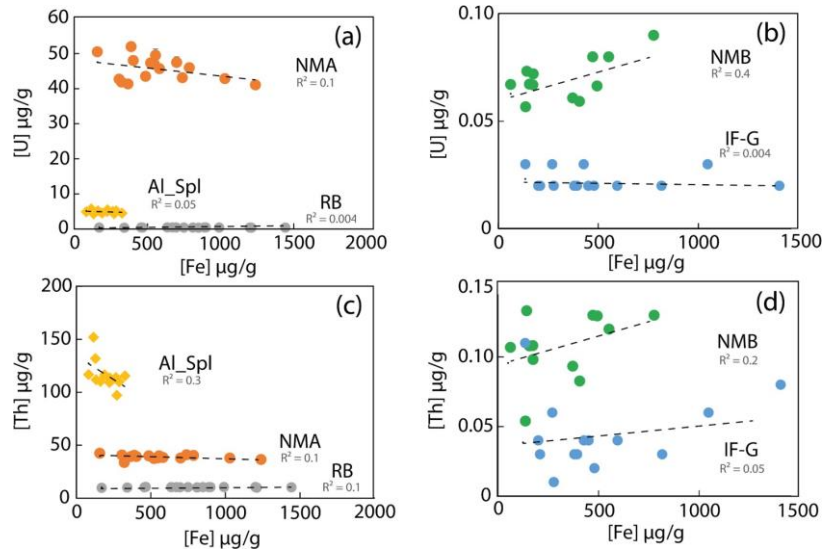 (a)
60
50
40
30
20
10
0
[U] µg/g
NMA
R² = 0.1
Al_Spl
R² = 0.05
RB
R² = 0.004
500 1000 1500 2000
[Fe] µg/g
(b)
0.10
0.05
0
[U] µg/g
NMB
R² = 0.4
IF-G
R² = 0.004
0 500 1000 1500
[Fe] µg/g
(c)
200
150
100
50
0
[Th] µg/g
Al_Spl
R² = 0.3
NMA
R² = 0.1
RB
R² = 0.1
0 500 1000 1500 2000
[Fe] µg/g
(d)
0.15
0.10
0.05
0
[Th] µg/g
NMB
R² = 0.2
IF-G
R² = 0.05
0 500 1000 1500
[Fe] µg/g